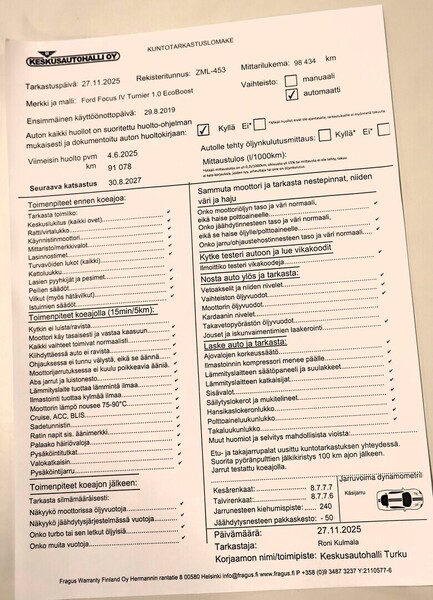 KESKUSAUTOHALLI OY
KUNTOTARKASTUSLOMAKE
Tarkastuspäivä: 27.11.2025
Rekisteritunnus: ZML-453
Mittarilukema: 98 434 km
Merkki ja malli: Ford Focus IV Turnier 1.0 EcoBoost
Vaihteisto: manuaali
automaatti
Ensimmäinen käyttöönottopäivä: 29.8.2019
Auton kaikki huollot on suoritettu huolto-ohjelman
mukaisesti ja dokumentoitu auton huoltokirjaan:
Kyllä Ei*
Viimeisin huolto pvm 4.6.2025
km 91 078
Autolle tehty öljynkulutusmittaus: Kyllä* Ei
Mittaustulos (l/1000km):
Seuraava katsastus 30.8.2027
Toimenpiteet ennen koeajoa:
Tarkasta toimiiko:
Keskuslukitus (kaikki ovet)
Rattivirtalukko
Käynnistinmoottori
Mittaristo/merkkivalot
Lasinnostimet
Turvavöiden lukot (kaikki)
Kattoluukku
Lasien pyyhkijät ja pesimet
Peilien säädöt
Vilkut (myös hätävilkut)
Istuimien säädöt
Toimenpiteet koeajolla (15min/5km):
Kytkin ei luista/ravista
Moottori käy tasaisesti ja vastaa kaasuun
Kaikki vaihteet toimivat normaalisti
Kiihdyttäessä auto ei ravista
Ohjauksessa ei tunnu välystä, eikä se äännä
Moottorijarrutuksessa ei kuulu poikkeavia ääniä
Abs jarrut ja luistonesto
Lämmityslaite tuottaa lämmintä ilmaa
Ilmastointi tuottaa kylmää ilmaa
Moottorin lämpö nousee 75-90°C
Cruise, ACC, BLIS
Sadetunnistin
Ratin napit sis. äänimerkki
Palaako häiriövaloja
Pysäköintitutkat
Valokatkaisin
Pysäköintijarru
Toimenpiteet koeajon jälkeen:
Tarkasta silmämääräisesti:
Näkyykö moottorissa öljyvuotoja
Näkyykö jäähdytysjärjestelmässä vuotoja
Onko turbo tai sen letkut öljyisiä
Onko muita vuotoja
Sammuta moottori ja tarkasta nestepinnat, niiden
väri ja haju
Onko moottoriöljyn taso ja väri normaali,
eikä haise polttoaineelle
Onko jäähdytinnesteen taso ja väri normaali,
eikä se haise öljylle/polttoaineelle
Onko jarru/ohjaustehostinnesteen taso ja väri normaali
Kytke testeri autoon ja lue vikakoodit
Ilmoittiko testeri vikakoodeja
Nosta auto ylös ja tarkasta:
Vetoakselit ja niiden nivelet
Vaihteiston öljyvuodot
Moottorin öljyvuodot
Kardaanin nivelet
Takavetopyörästön öljyvuodot
Jouset ja iskunvaimentimien laakerointi
Laske auto ja tarkasta:
Ajovalojen korkeussäätö
Ilmastoinnin kompressori menee päälle
Lämmityslaitteen säätöpaneeli ja suulakkeet
Lämmityslaitteen katkaisijat
Sisävalot
Säilytyslokerot ja mukitelineet
Hansikaslokeronlukko
Polttoaineluukunlukko
Takaluukunlukko
Muut huomiot ja selvitys mahdollisista vioista:
Etu- ja takajarrupalat uusittu kuntotarkastuksen yhteydessä.
Suorita pyöränpulttien jälkikiristys 100 km ajon jälkeen.
Jarrut testattu koeajolla.
Kesärenkaat: 8.7.7.7
Talvirenkaat: 8.7.7.6
Jarrunesteen kiehumispiste: 240
Jäähdytysnesteen pakkaskesto: - 50
Jarruvoima dynamometri
Käsijarru
Päivämäärä: 27.11.2025
Tarkastaja: Roni Kulmala
Korjaamon nimi/toimipiste: Keskusautohalli Turku
Fragus Warranty Finland Oy Hermannin rantatie 8 00580 Helsinki info@fragus.fi www.fragus.fi P +358 (0)9 3487 3237 Y:2110577-6